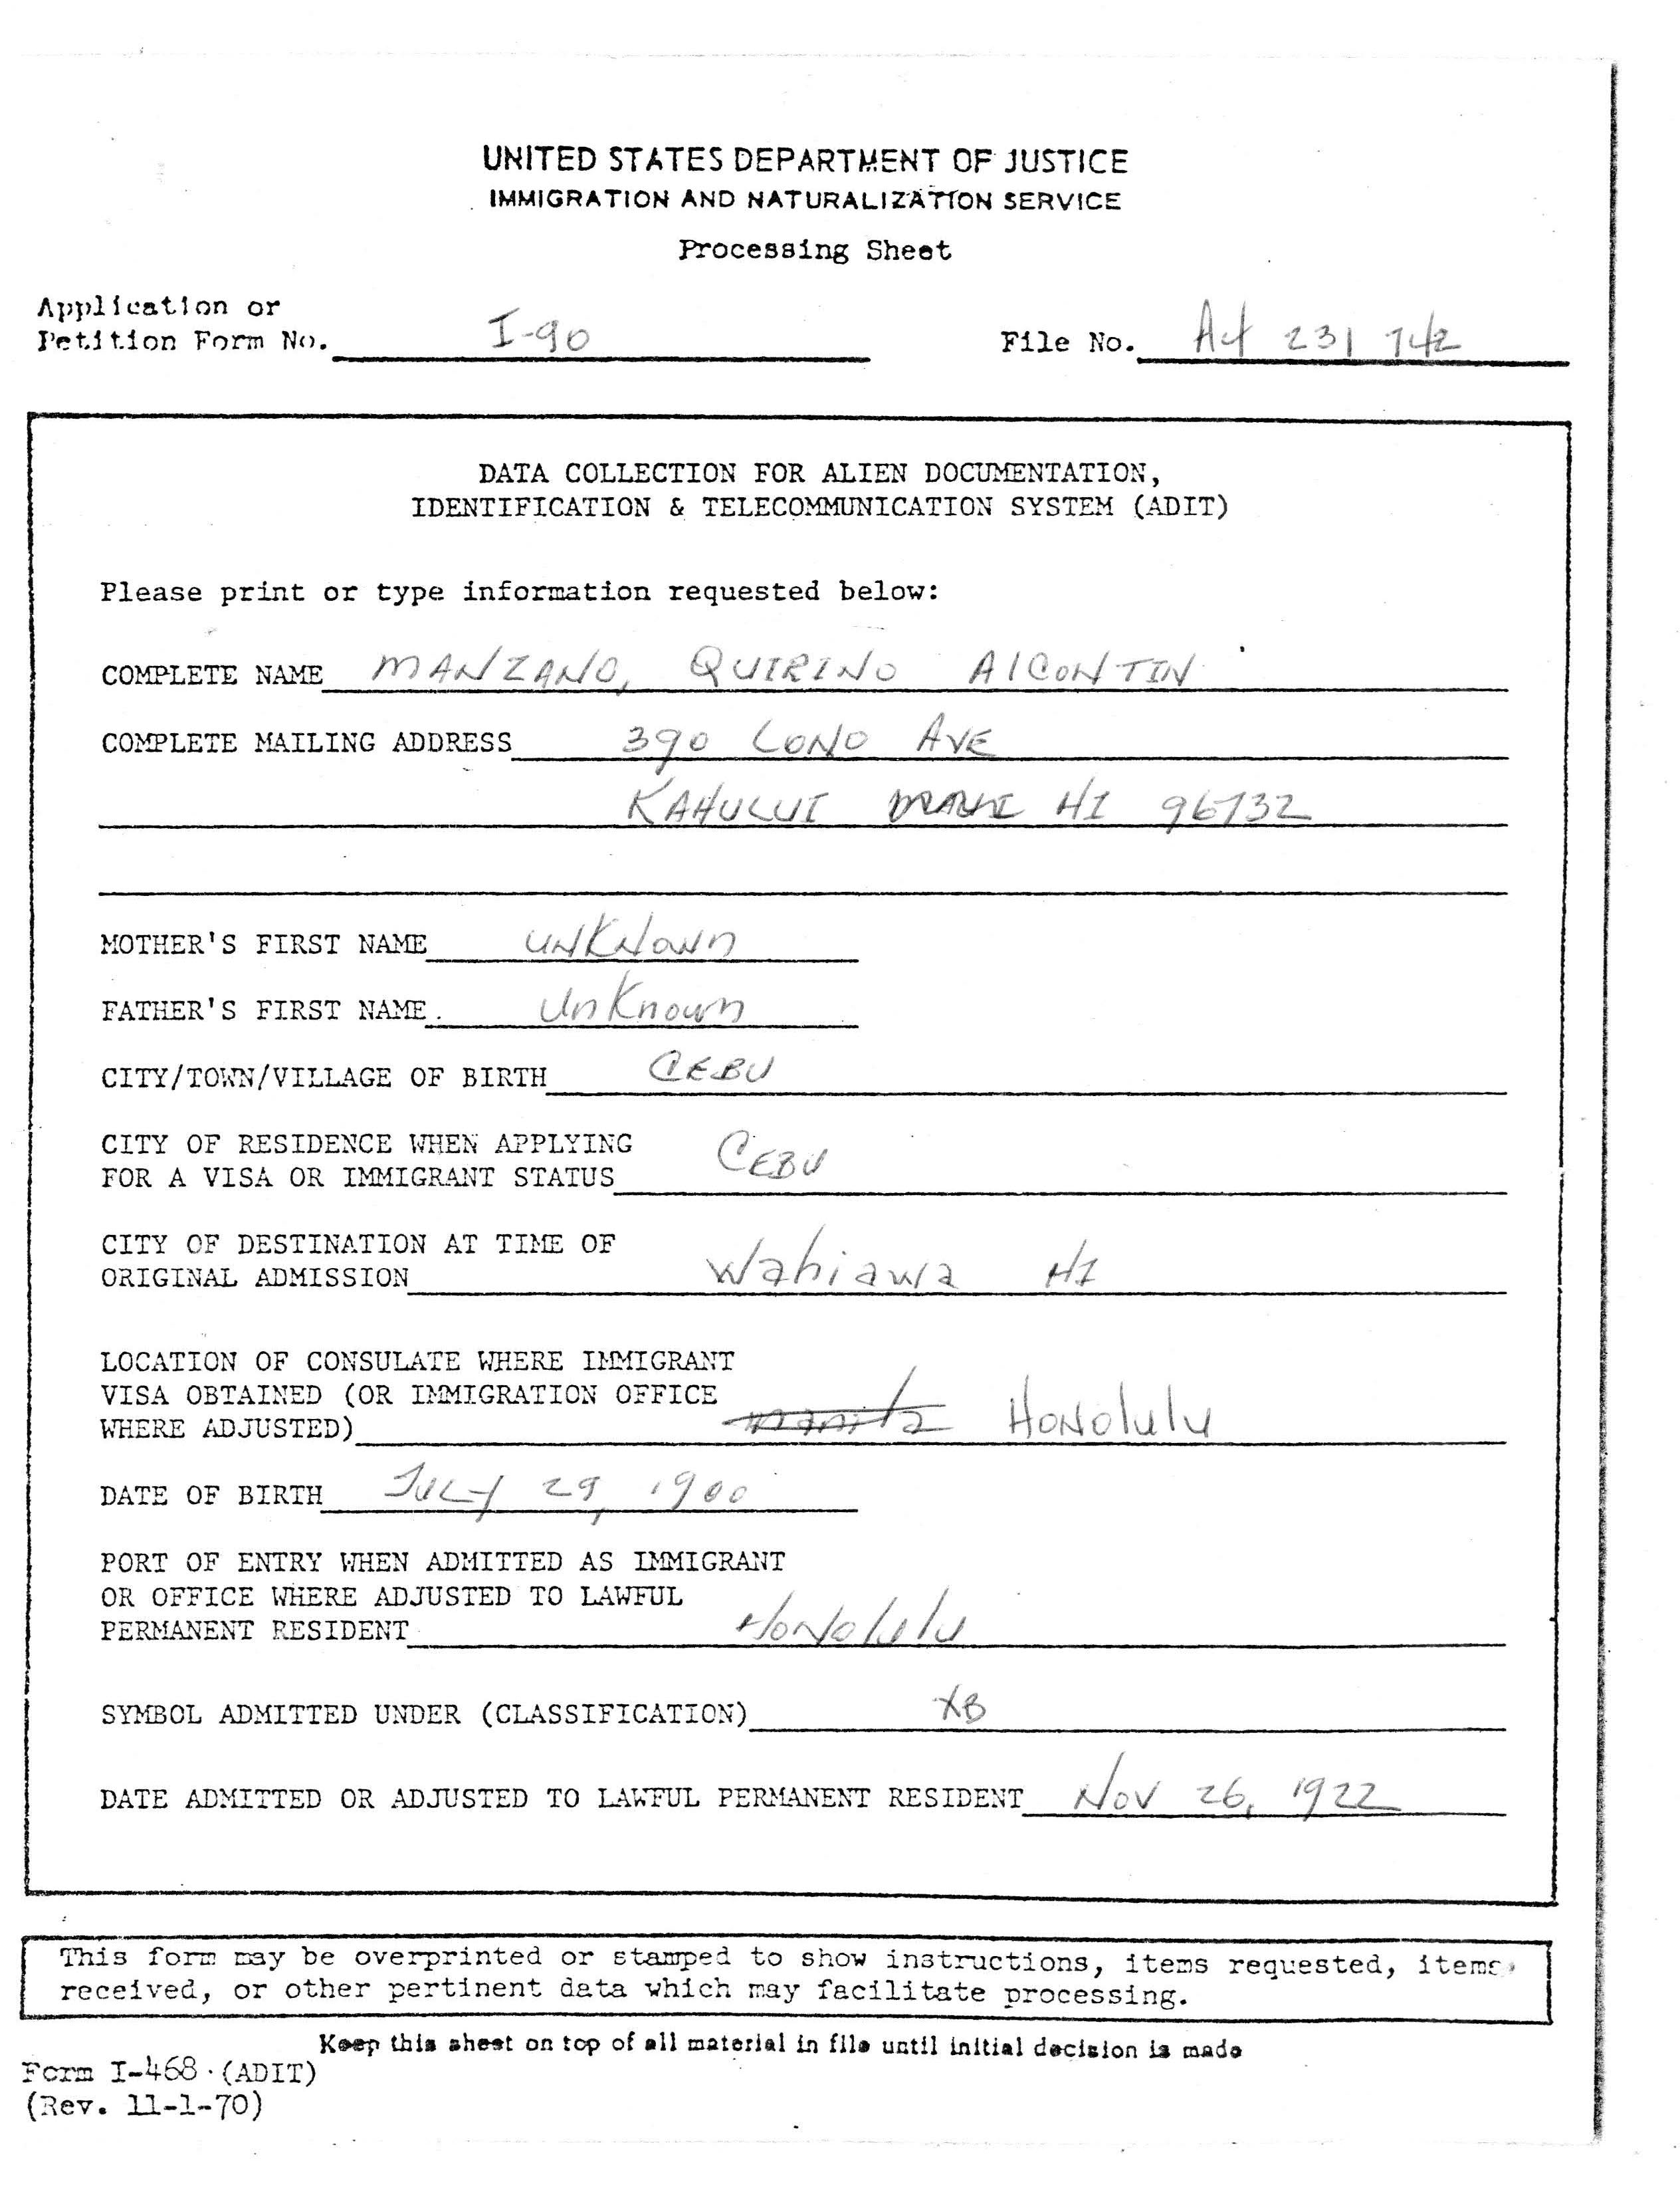 UNITED STATES DEPARTMENT OF JUSTICE
IMMIGRATION AND NATURALIZATION SERVICE
Processing Sheet
Application or
Petition Form No. I-90 File No. A4 231 742
DATA COLLECTION FOR ALIEN DOCUMENTATION,
IDENTIFICATION & TELECOMMUNICATION SYSTEM (ADIT)
Please print or type information requested below:
COMPLETE NAME MANZANO, QUIRINO AlCONTIN
COMPLETE MAILING ADDRESS 390 LONO AVE
KAHULUI HI 96732
MOTHER'S FIRST NAME UNKNOWN
FATHER'S FIRST NAME. UnKnown
CITY/TOWN/VILLAGE OF BIRTH CEBU
CITY OF RESIDENCE WHEN APPLYING
FOR A VISA OR IMMIGRANT STATUS CEBU
CITY OF DESTINATION AT TIME OF
ORIGINAL ADMISSION Wahiawa HI
LOCATION OF CONSULATE WHERE IMMIGRANT
VISA OBTAINED (OR IMMIGRATION OFFICE
WHERE ADJUSTED) manila HONOlulu
DATE OF BIRTH JULY 29, 1900
PORT OF ENTRY WHEN ADMITTED AS IMMIGRANT
OR OFFICE WHERE ADJUSTED TO LAWFUL
PERMANENT RESIDENT HONOlulu
SYMBOL ADMITTED UNDER (CLASSIFICATION) XB
DATE ADMITTED OR ADJUSTED TO LAWFUL PERMANENT RESIDENT NOV 26, 1922
This form may be overprinted or stamped to show instructions, items requested, items
received, or other pertinent data which may facilitate processing.
Keep this sheet on top of all material in file until initial decision is made
Form I-468 (ADIT)
(Rev. 11-1-70)